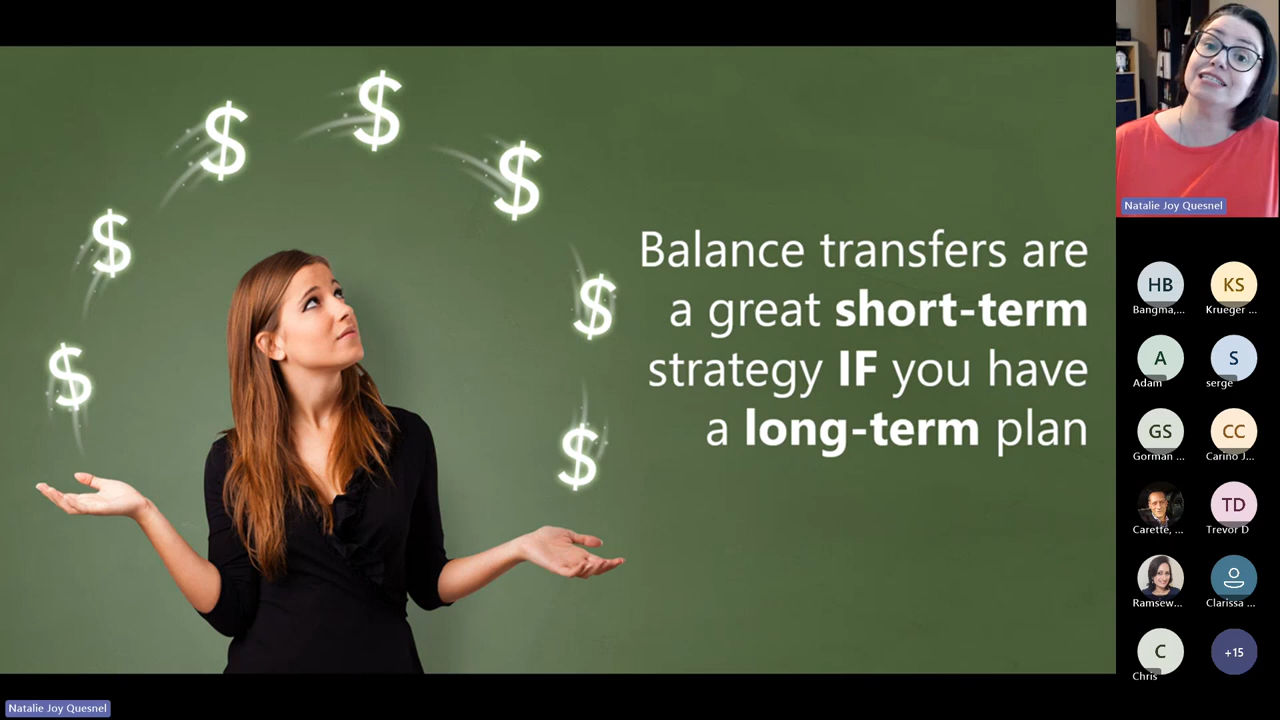 $
$
$
$
$
$
$
Balance transfers are
a great short-term
strategy IF you have
a long-term plan
Natalie Joy Quesnel
HB
KS
Bangma,...
Krueger ...
A
S
Adam
serge
GS
CC
Gorman ...
Carino J...
TD
Carette, ...
Trevor D
Ramsew...
Clarissa ...
C
+15
Chris
Natalie Joy Quesnel